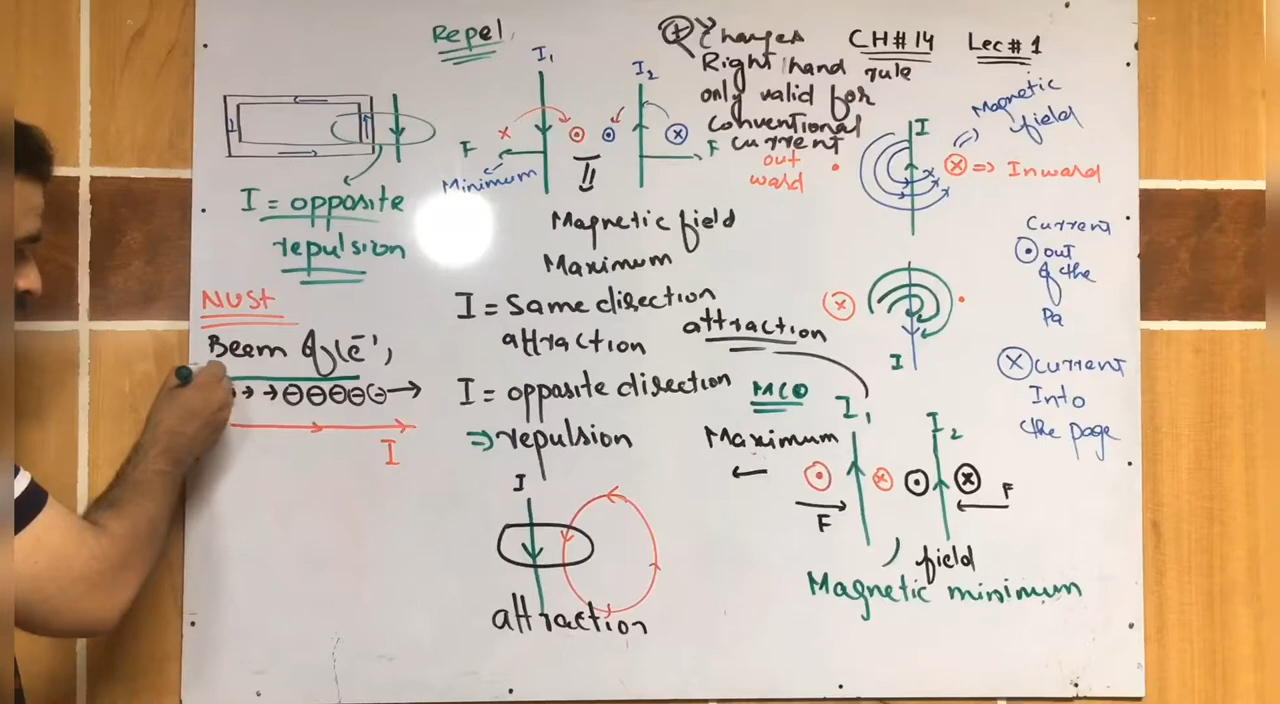 Repel
I1
I2
F
F
Minimum
II
Magnetic field
Maximum
I = opposite
repulsion
Charges
Right hand rule
only valid for
conventional
current
CH#14 Lec#1
Magnetic
field
I
out
ward
⊗ => Inward
I
Current
⊙ out
of the
Pa
⊗ Current
Into
the page
NUST
Beem of (e-1,
→ → ⊖⊖⊖⊖⊖ →
I
I = Same direction
attraction
I = opposite direction
=> repulsion
I
attraction
attraction
MCQ
I1
I2
Maximum
F
F
field
Magnetic minimum